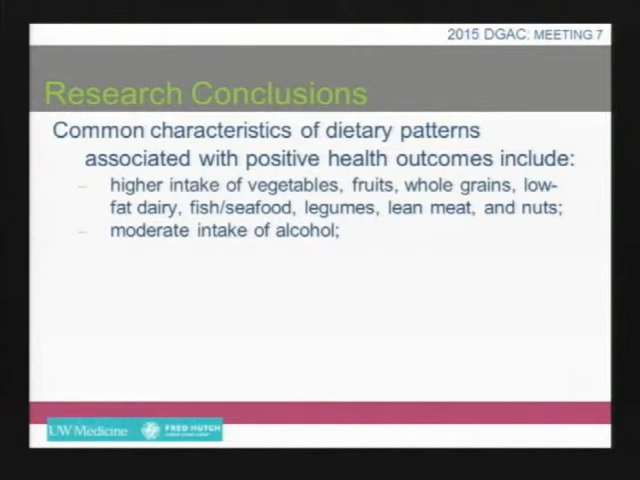 2015 DGAC: MEETING 7
Research Conclusions
Common characteristics of dietary patterns
associated with positive health outcomes include:
– higher intake of vegetables, fruits, whole grains, low-
fat dairy, fish/seafood, legumes, lean meat, and nuts;
– moderate intake of alcohol;
UW Medicine FRED HUTCH